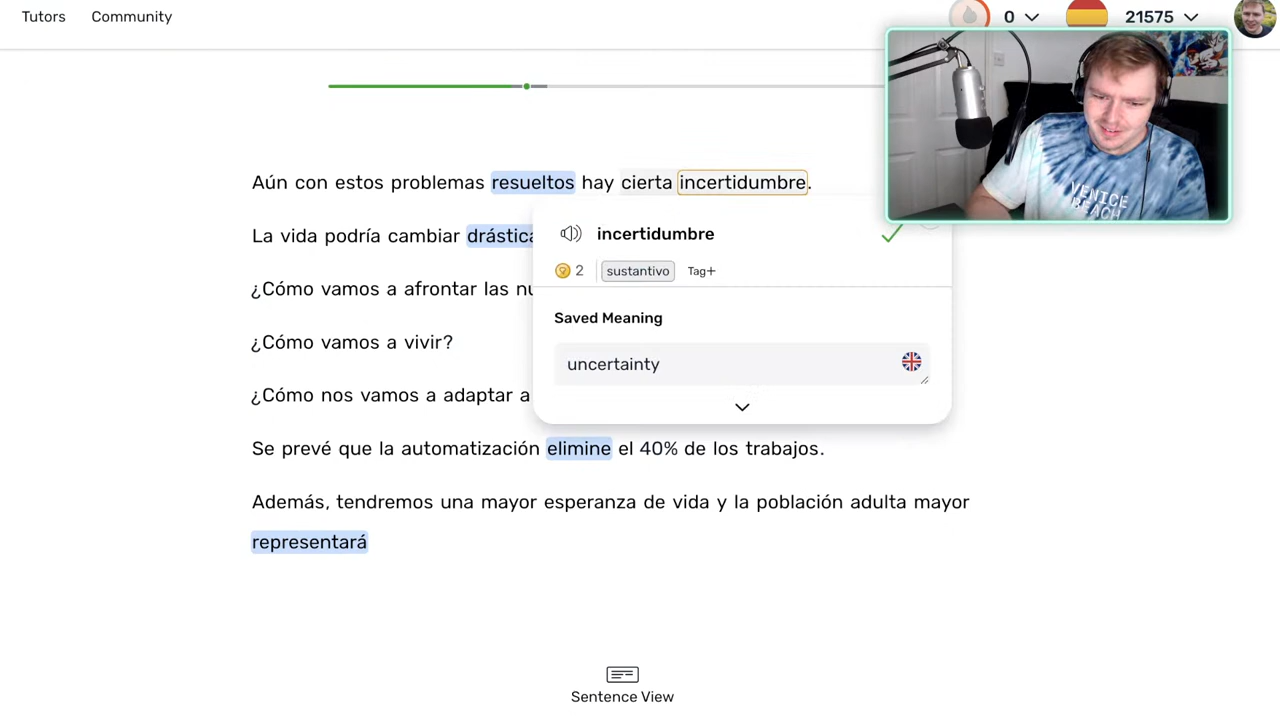 Tutors Community 0 21575
Aún con estos problemas resueltos hay cierta incertidumbre.
La vida podría cambiar drástica
incertidumbre
2 sustantivo Tag+
¿Cómo vamos a afrontar las nu
Saved Meaning
¿Cómo vamos a vivir?
uncertainty
¿Cómo nos vamos a adaptar a
Se prevé que la automatización elimine el 40% de los trabajos.
Además, tendremos una mayor esperanza de vida y la población adulta mayor
representará
Sentence View
VENICE
BEACH